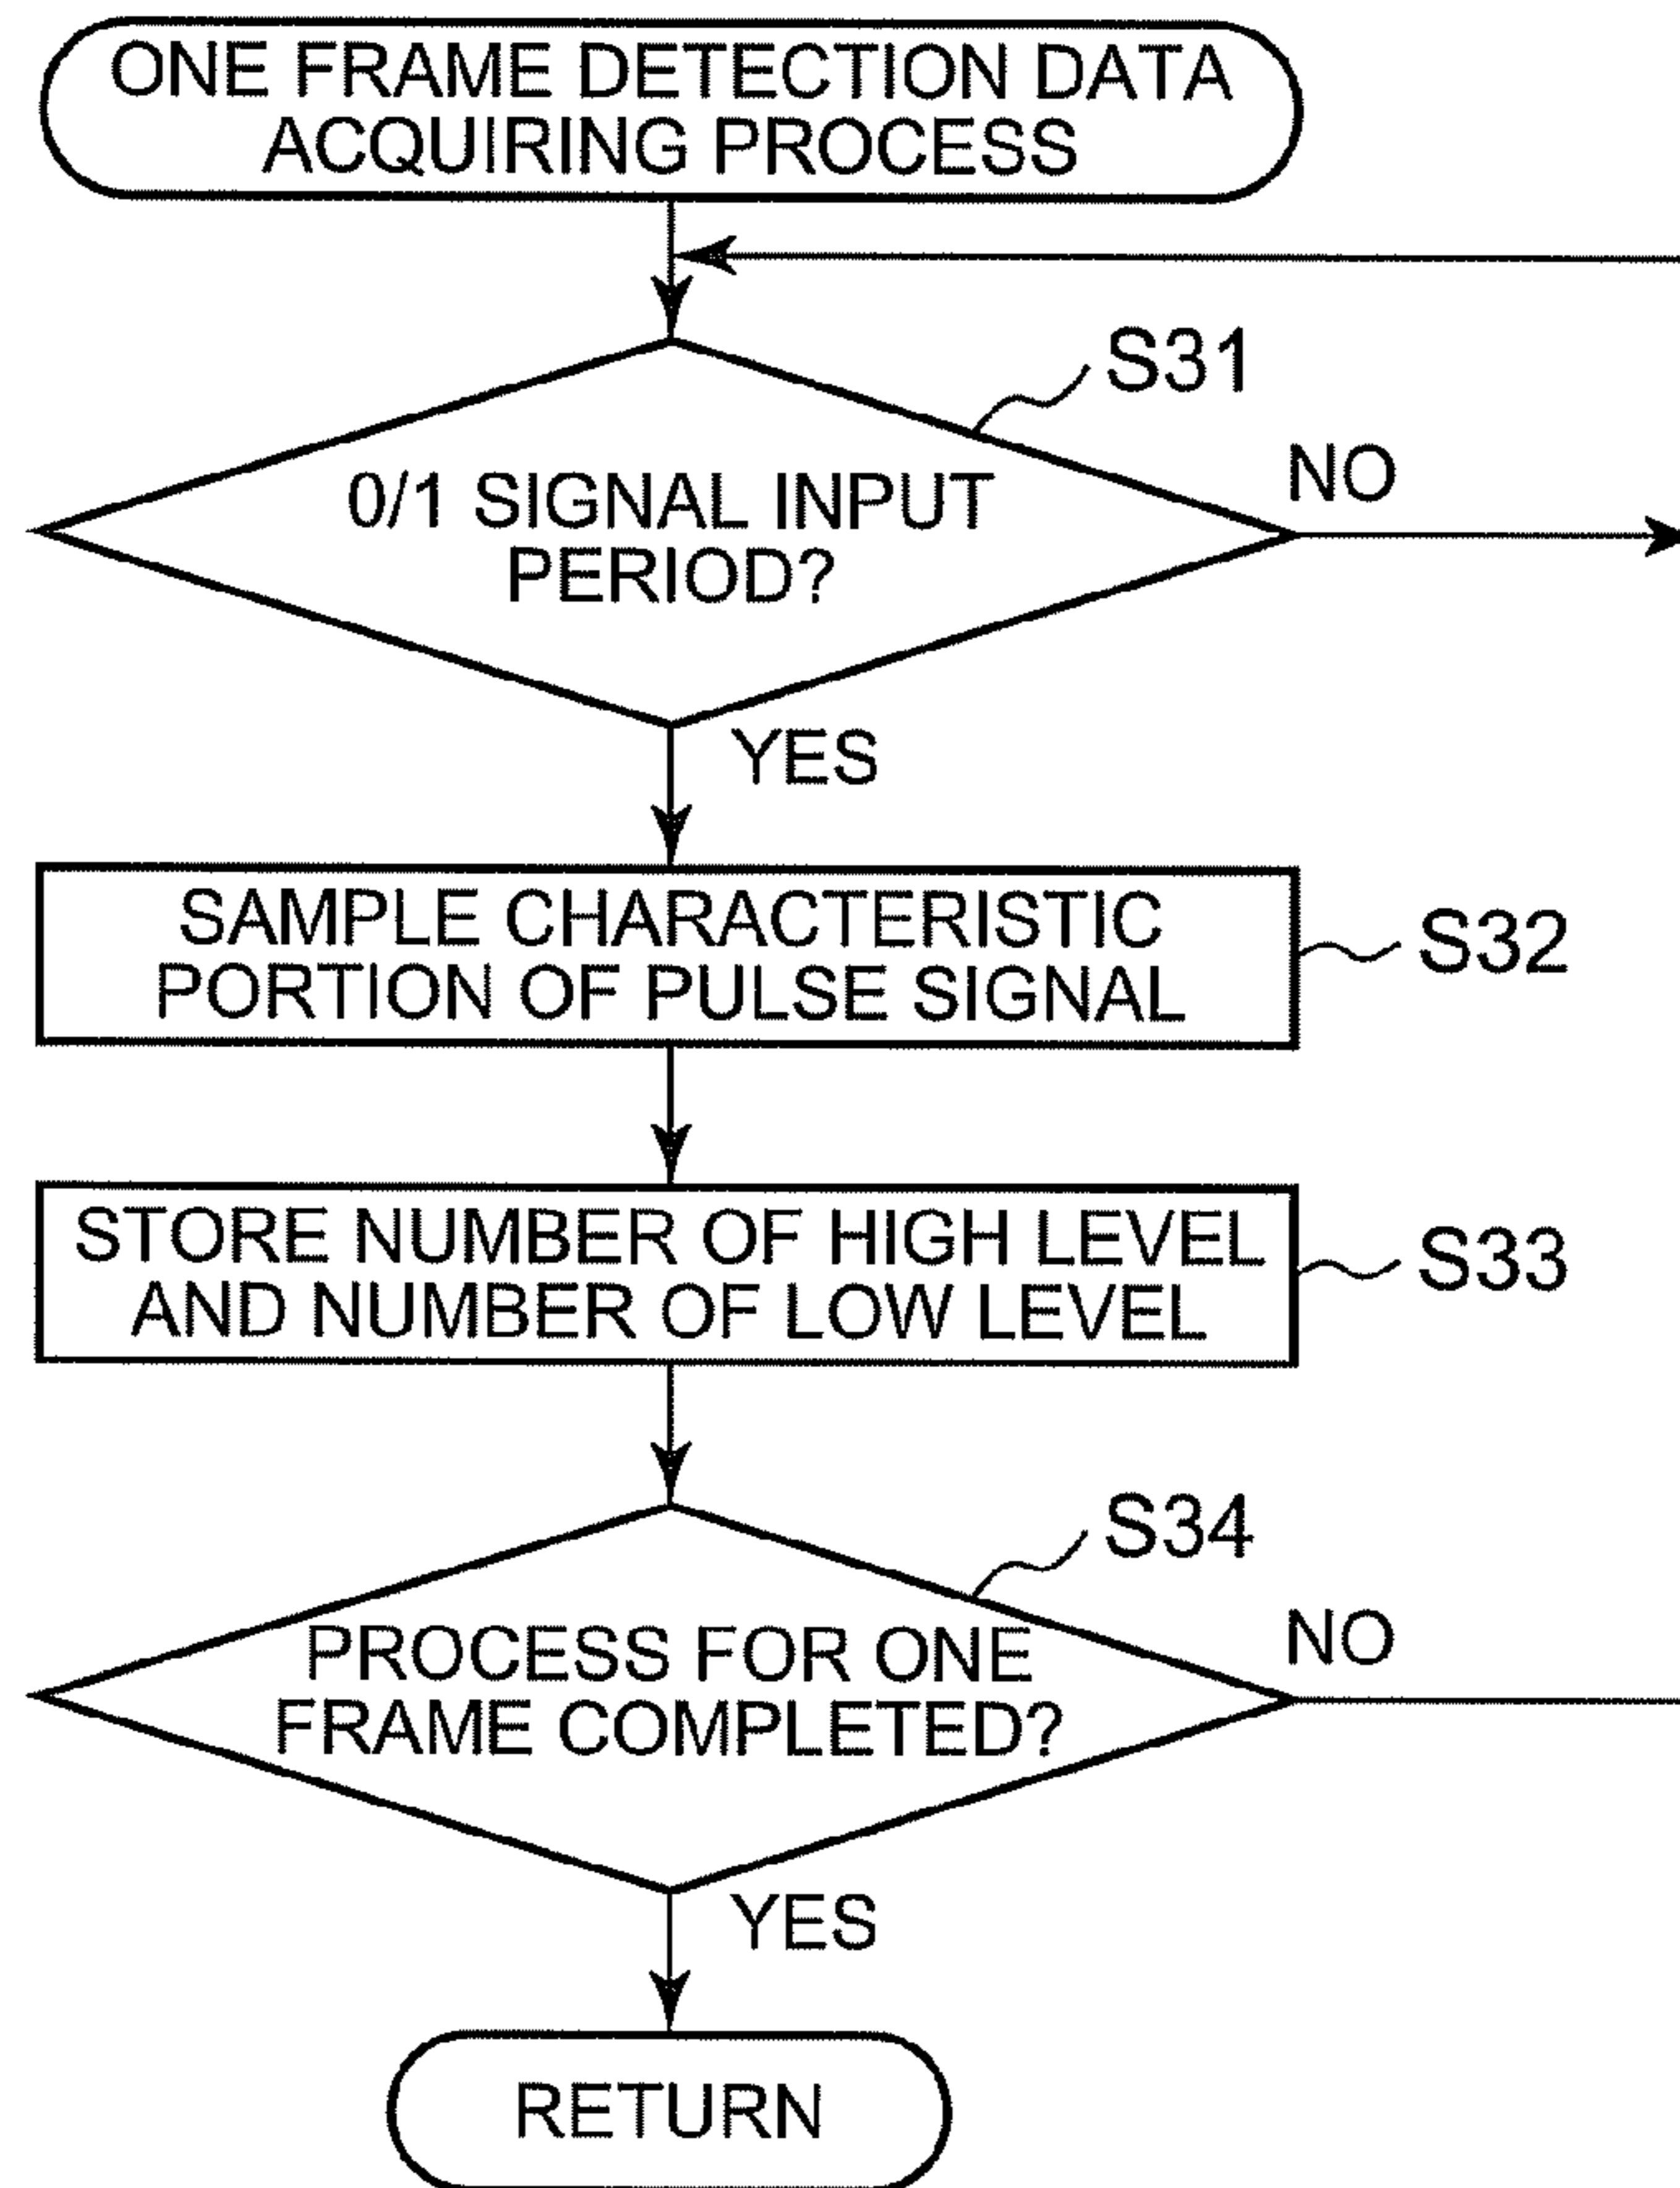 ONE FRAME DETECTION DATA
ACQUIRING PROCESS
S31
0/1 SIGNAL INPUT
PERIOD?
NO
YES
SAMPLE CHARACTERISTIC
PORTION OF PULSE SIGNAL
S32
STORE NUMBER OF HIGH LEVEL
AND NUMBER OF LOW LEVEL
S33
S34
PROCESS FOR ONE
FRAME COMPLETED?
NO
YES
RETURN